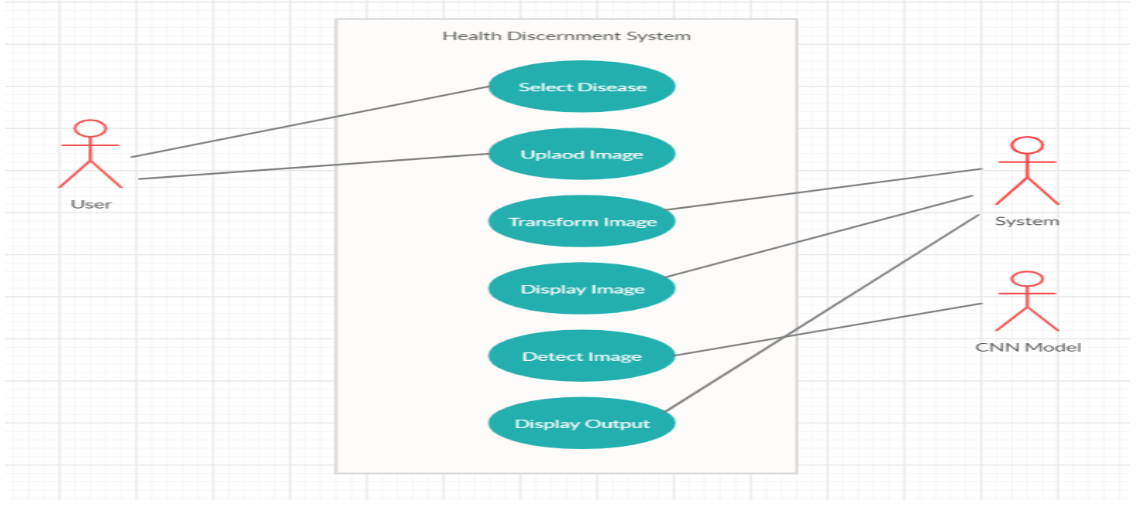 Health Discernment System
Select Disease
Uplaod Image
Transform Image
Display Image
Detect Image
Display Output
User
System
CNN Model